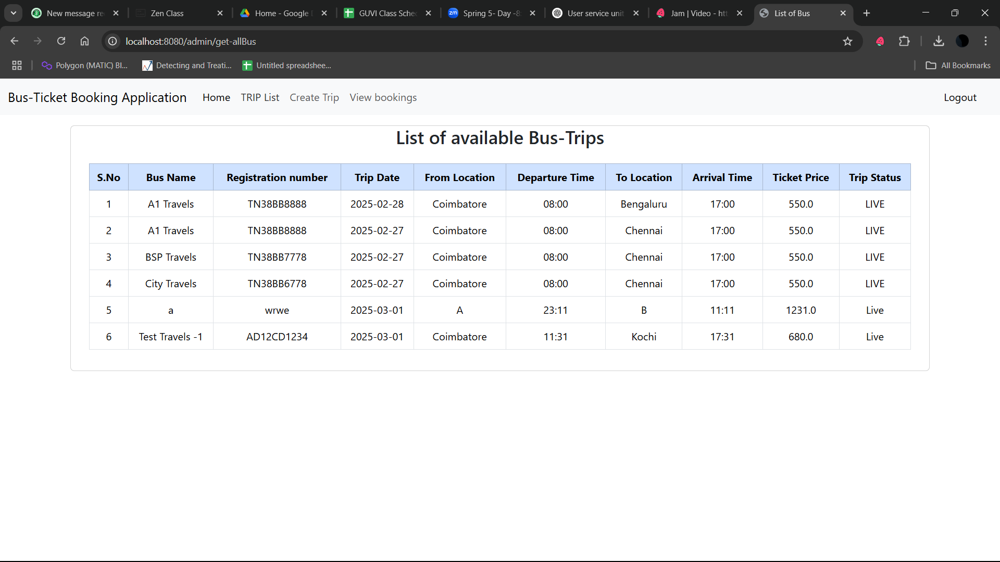 New message re
Zen Class
Home - Google
GUVI Class Sche
Spring 5- Day -8
User service unit
Jam | Video - htt
List of Bus
localhost:8080/admin/get-allBus
Polygon (MATIC) Bl...
Detecting and Treati...
Untitled spreadshee...
All Bookmarks
Bus-Ticket Booking Application Home TRIP List Create Trip View bookings Logout
List of available Bus-Trips
S.No Bus Name Registration number Trip Date From Location Departure Time To Location Arrival Time Ticket Price Trip Status
1 A1 Travels TN38BB8888 2025-02-28 Coimbatore 08:00 Bengaluru 17:00 550.0 LIVE
2 A1 Travels TN38BB8888 2025-02-27 Coimbatore 08:00 Chennai 17:00 550.0 LIVE
3 BSP Travels TN38BB7778 2025-02-27 Coimbatore 08:00 Chennai 17:00 550.0 LIVE
4 City Travels TN38BB6778 2025-02-27 Coimbatore 08:00 Chennai 17:00 550.0 LIVE
5 a wrwe 2025-03-01 A 23:11 B 11:11 1231.0 Live
6 Test Travels -1 AD12CD1234 2025-03-01 Coimbatore 11:31 Kochi 17:31 680.0 Live